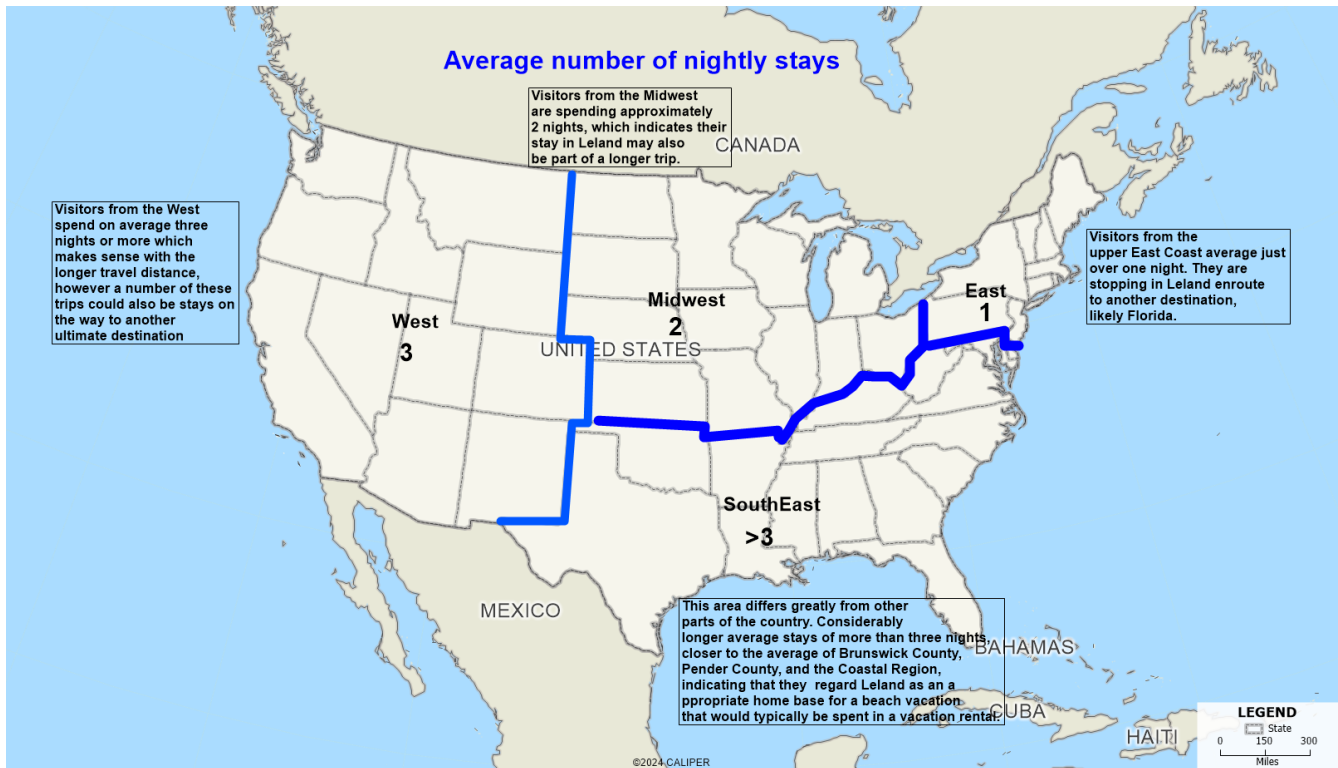 Average number of nightly stays
Visitors from the Midwest
are spending approximately
2 nights, which indicates their
stay in Leland may also
be part of a longer trip.
CANADA
Visitors from the West
spend on average three
nights or more which
makes sense with the
longer travel distance,
however a number of these
trips could also be stays on
the way to another
ultimate destination
Visitors from the
upper East Coast average just
over one night. They are
stopping in Leland enroute
to another destination,
likely Florida.
East
1
Midwest
2
West
3
UNITED STATES
SouthEast
>3
MEXICO
This area differs greatly from other
parts of the country. Considerably
longer average stays of more than three nights,
closer to the average of Brunswick County,
Pender County, and the Coastal Region,
indicating that they  regard Leland as an a
ppropriate home base for a beach vacation
that would typically be spent in a vacation rental.
BAHAMAS
CUBA
HAITI
LEGEND
State
0 150 300
Miles
©2024 CALIPER